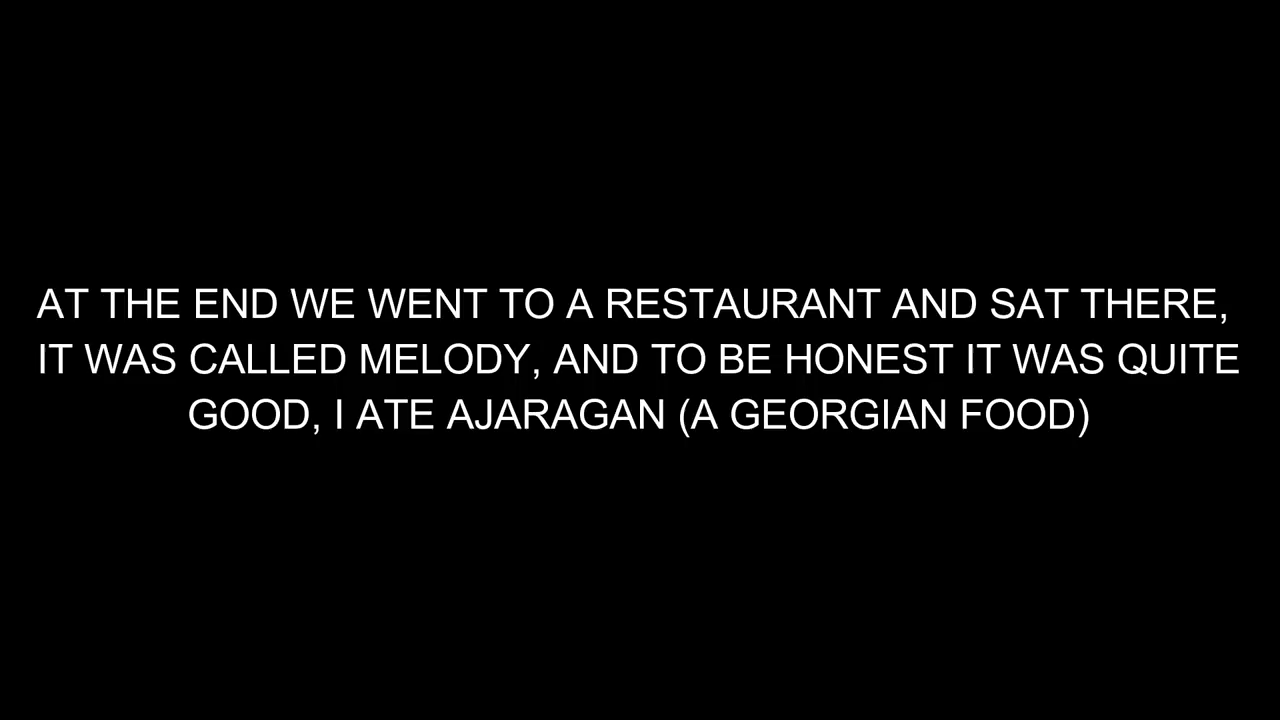 AT THE END WE WENT TO A RESTAURANT AND SAT THERE,
IT WAS CALLED MELODY, AND TO BE HONEST IT WAS QUITE
GOOD, I ATE AJARAGAN (A GEORGIAN FOOD)